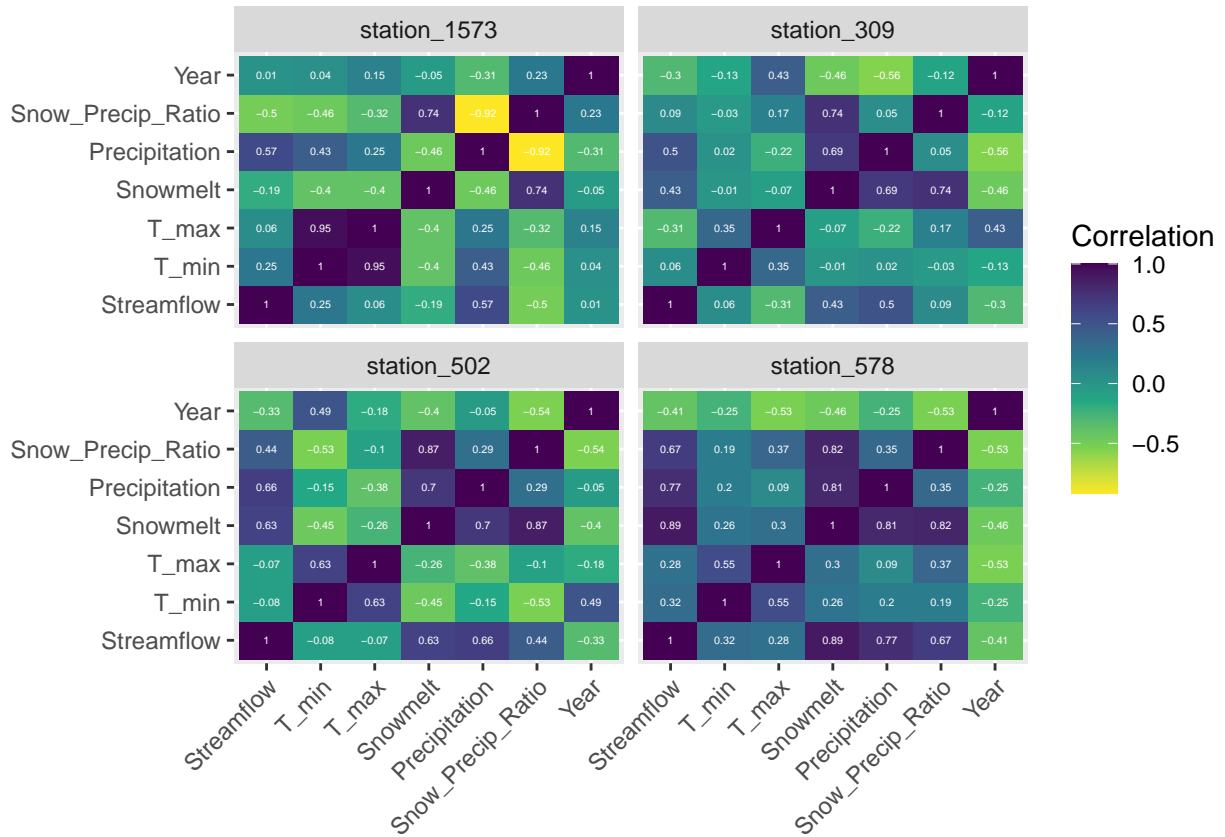 station_1573 station_309
Year 0.01 0.04 0.15 −0.05 −0.31 0.23 1 −0.3 −0.13 0.43 −0.46 −0.56 −0.12 1
Snow_Precip_Ratio −0.5 −0.46 −0.32 0.74 −0.92 1 0.23 0.09 −0.03 0.17 0.74 0.05 1 −0.12
Precipitation 0.57 0.43 0.25 −0.46 1 −0.92 −0.31 0.5 0.02 −0.22 0.69 1 0.05 −0.56
Snowmelt −0.19 −0.4 −0.4 1 −0.46 0.74 −0.05 0.43 −0.01 −0.07 1 0.69 0.74 −0.46
T_max 0.06 0.95 1 −0.4 0.25 −0.32 0.15 −0.31 0.35 1 −0.07 −0.22 0.17 0.43
T_min 0.25 1 0.95 −0.4 0.43 −0.46 0.04 0.06 1 0.35 −0.01 0.02 −0.03 −0.13
Streamflow 1 0.25 0.06 −0.19 0.57 −0.5 0.01 1 0.06 −0.31 0.43 0.5 0.09 −0.3
station_502 station_578
Year −0.33 0.49 −0.18 −0.4 −0.05 −0.54 1 −0.41 −0.25 −0.53 −0.46 −0.25 −0.53 1
Snow_Precip_Ratio 0.44 −0.53 −0.1 0.87 0.29 1 −0.54 0.67 0.19 0.37 0.82 0.35 1 −0.53
Precipitation 0.66 −0.15 −0.38 0.7 1 0.29 −0.05 0.77 0.2 0.09 0.81 1 0.35 −0.25
Snowmelt 0.63 −0.45 −0.26 1 0.7 0.87 −0.4 0.89 0.26 0.3 1 0.81 0.82 −0.46
T_max −0.07 0.63 1 −0.26 −0.38 −0.1 −0.18 0.28 0.55 1 0.3 0.09 0.37 −0.53
T_min −0.08 1 0.63 −0.45 −0.15 −0.53 0.49 0.32 1 0.55 0.26 0.2 0.19 −0.25
Streamflow 1 −0.08 −0.07 0.63 0.66 0.44 −0.33 1 0.32 0.28 0.89 0.77 0.67 −0.41
Streamflow T_min T_max Snowmelt Precipitation Snow_Precip_Ratio Year Streamflow T_min T_max Snowmelt Precipitation Snow_Precip_Ratio Year
Correlation
1.0
0.5
0.0
−0.5